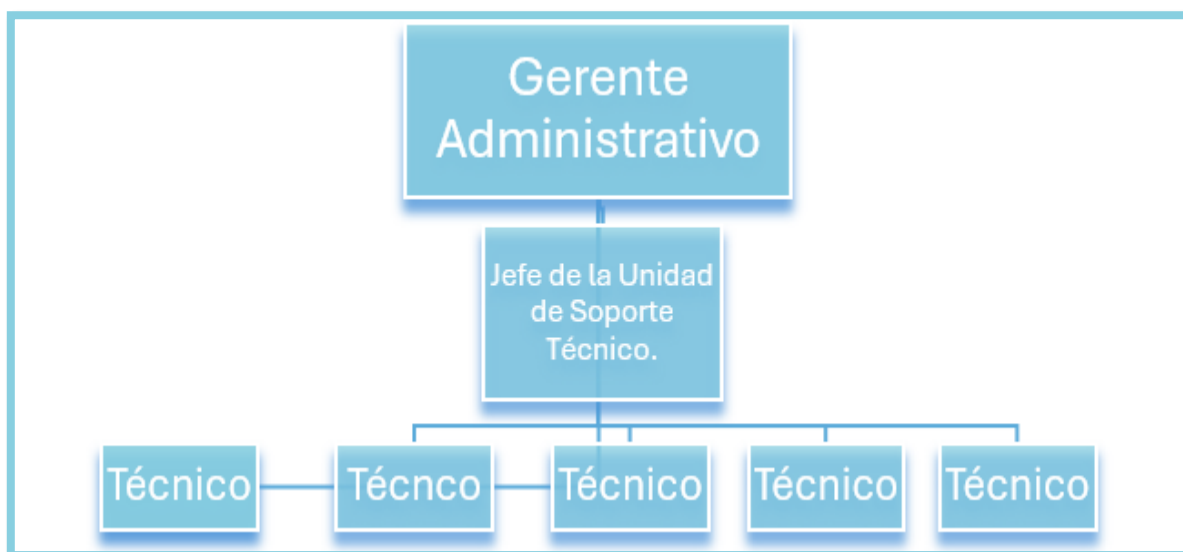 Gerente
Administrativo
Jefe de la Unidad
de Soporte
Técnico.
Técnico
Técnco
Técnico
Técnico
Técnico